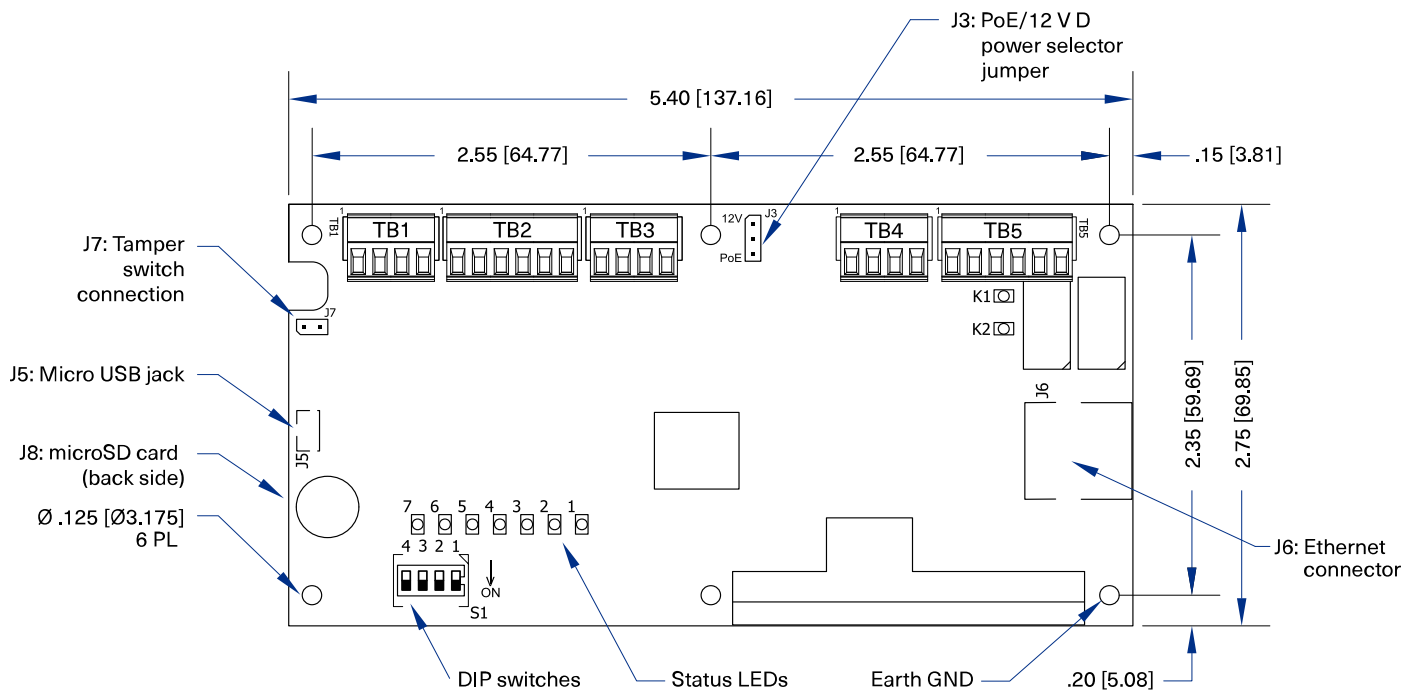 J3: PoE/12 V D
power selector
jumper
5.40 [137.16]
2.55 [64.77]
2.55 [64.77]
.15 [3.81]
1
TB1
TB1
1
TB2
1
TB3
12V
J3
PoE
1
TB4
1
TB5
TB5
J7: Tamper
switch
connection
J7
K1
K2
J5: Micro USB jack
J5
J6
2.35 [59.69]
2.75 [69.85]
J8: microSD card
(back side)
Ø .125 [Ø3.175]
6 PL
7 6 5 4 3 2 1
4 3 2 1
ON
S1
J6: Ethernet
connector
DIP switches
Status LEDs
Earth GND
.20 [5.08]